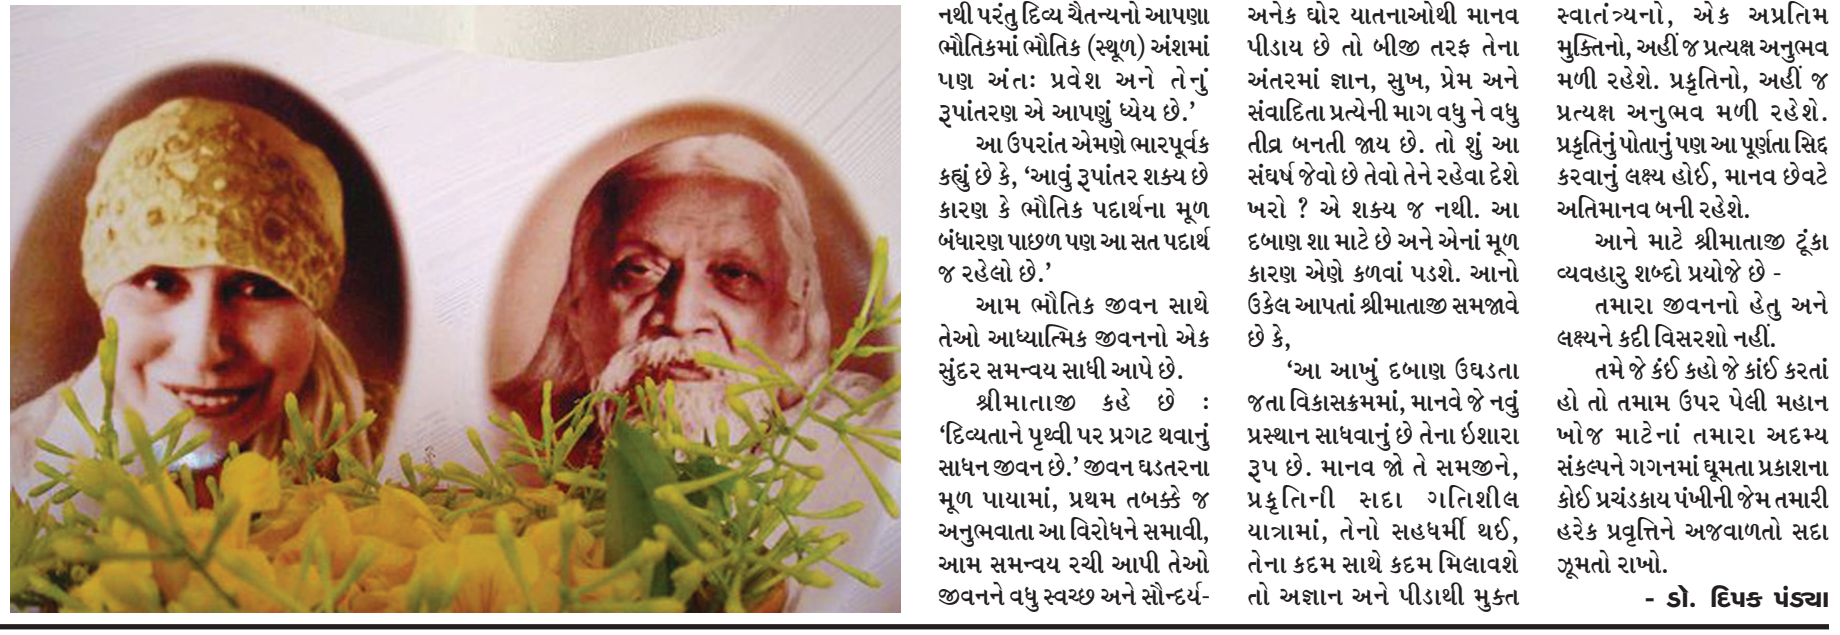 નથી પરંતુ દિવ્ય ચૈતન્યનો આપણા
ભૌતિકમાં ભૌતિક (સ્થૂળ) અંશમાં
પણ અંતઃ પ્રવેશ અને તેનું
રૂપાંતરણ એ આપણું ધ્યેય છે.’
આ ઉપરાંત એમણે ભારપૂર્વક
કહ્યું છે કે, ‘આવું રૂપાંતર શક્ય છે
કારણ કે ભૌતિક પદાર્થના મૂળ
બંધારણ પાછળ પણ આ સત પદાર્થ
જ રહેલો છે.’
આમ ભૌતિક જીવન સાથે
તેઓ આધ્યાત્મિક જીવનનો એક
સુંદર સમન્વય સાધી આપે છે.
શ્રીમાતાજી કહે છે :
‘દિવ્યતાને પૃથ્વી પર પ્રગટ થવાનું
સાધન જીવન છે.’ જીવન ઘડતરના
મૂળ પાયામાં, પ્રથમ તબક્કે જ
અનુભવાતા આ વિરોધને સમાવી,
આમ સમન્વય રચી આપી તેઓ
જીવનને વધુ સ્વચ્છ અને સૌન્દર્ય-
અનેક ઘોર યાતનાઓથી માનવ
પીડાય છે તો બીજી તરફ તેના
અંતરમાં જ્ઞાન, સુખ, પ્રેમ અને
સંવાદિતા પ્રત્યેની માગ વધુ ને વધુ
તીવ્ર બનતી જાય છે. તો શું આ
સંઘર્ષ જેવો છે તેવો તેને રહેવા દેશે
ખરો ? એ શક્ય જ નથી. આ
દબાણ શા માટે છે અને એનાં મૂળ
કારણ એણે કળવાં પડશે. આનો
ઉકેલ આપતાં શ્રીમાતાજી સમજાવે
છે કે,
‘આ આખું દબાણ ઉઘડતા
જતા વિકાસક્રમમાં, માનવે જે નવું
પ્રસ્થાન સાધવાનું છે તેના ઇશારા
રૂપ છે. માનવ જો તે સમજીને,
પ્રકૃતિની સદા ગતિશીલ
યાત્રામાં, તેનો સહધર્મી થઈ,
તેના કદમ સાથે કદમ મિલાવશે
તો અજ્ઞાન અને પીડાથી મુક્ત
સ્વાતંત્ર્યનો, એક અપ્રતિમ
મુક્તિનો, અહીં જ પ્રત્યક્ષ અનુભવ
મળી રહેશે. પ્રકૃતિનો, અહીં જ
પ્રત્યક્ષ અનુભવ મળી રહેશે.
પ્રકૃતિનું પોતાનું પણ આ પૂર્ણતા સિદ્દ
કરવાનું લક્ષ્ય હોઈ, માનવ છેવટે
અતિમાનવ બની રહેશે.
આને માટે શ્રીમાતાજી ટૂંકા
વ્યવહારુ શબ્દો પ્રયોજે છે -
તમારા જીવનનો હેતુ અને
લક્ષ્યને કદી વિસરશો નહીં.
તમે જે કંઈ કહો જે કાંઈ કરતાં
હો તો તમામ ઉપર પેલી મહાન
ખોજ માટેનાં તમારા અદમ્ય
સંકલ્પને ગગનમાં ઘૂમતા પ્રકાશના
કોઈ પ્રચંડકાય પંખીની જેમ તમારી
હરેક પ્રવૃત્તિને અજવાળતો સદા
ઝૂમતો રાખો.
- ડો. દિપક પંડ્યા